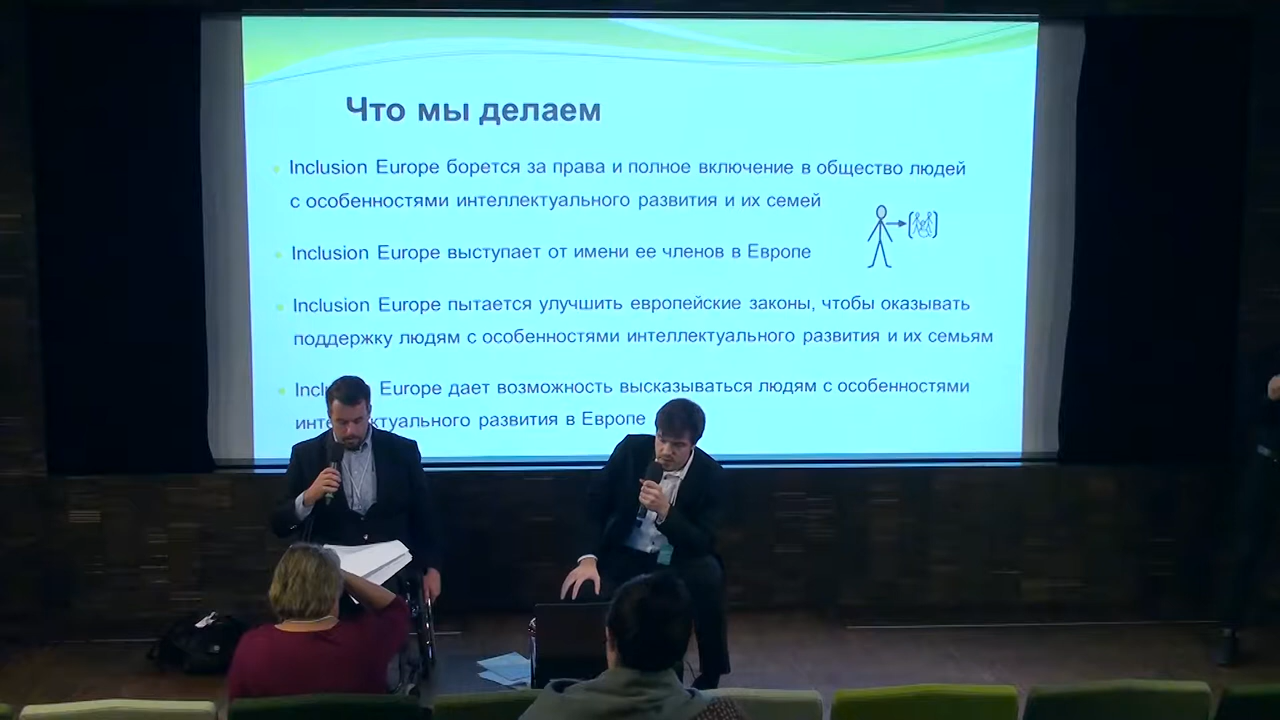 Что мы делаем
Inclusion Europe борется за права и полное включение в общество людей
с особенностями интеллектуального развития и их семей
Inclusion Europe выступает от имени ее членов в Европе
Inclusion Europe пытается улучшить европейские законы, чтобы оказывать
поддержку людям с особенностями интеллектуального развития и их семьям
Europe дает возможность высказываться людям с особенностями
развития в Европе